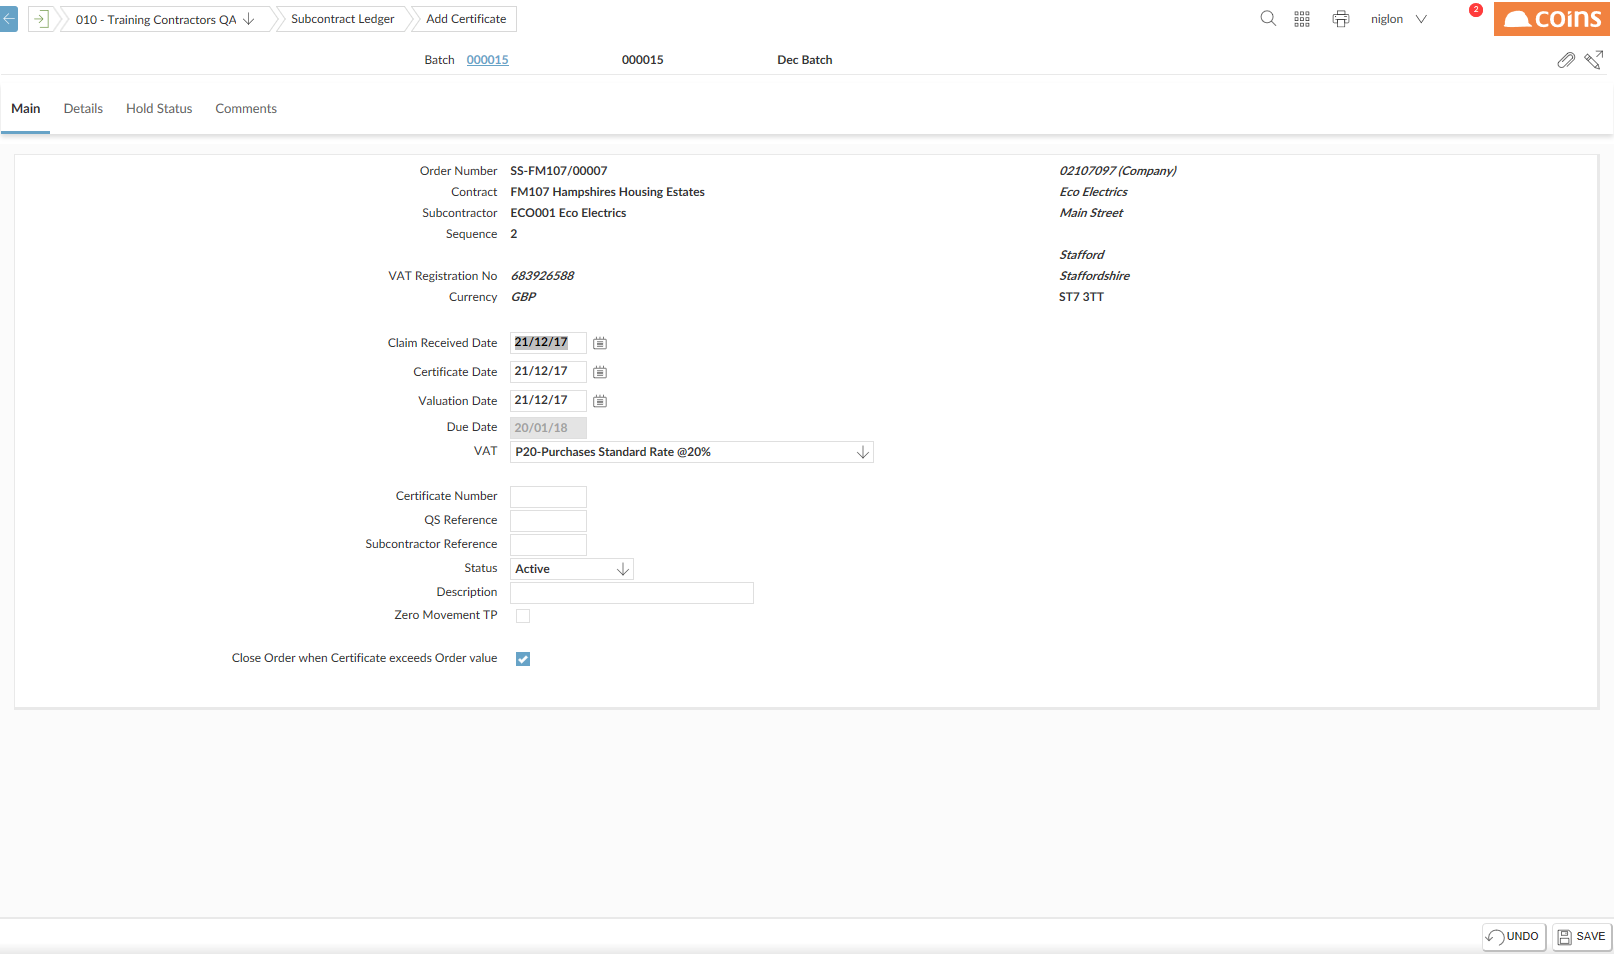 010 - Training Contractors QA Subcontract Ledger Add Certificate niglon 2 coins
Batch 000015 000015 Dec Batch
Main Details Hold Status Comments
Order Number SS-FM107/00007 02107097 (Company)
Contract FM107 Hampshires Housing Estates Eco Electrics
Subcontractor ECO001 Eco Electrics Main Street
Sequence 2
Stafford
VAT Registration No 683926588 Staffordshire
Currency GBP ST7 3TT
Claim Received Date 21/12/17
Certificate Date 21/12/17
Valuation Date 21/12/17
Due Date 20/01/18
VAT P20-Purchases Standard Rate @20%
Certificate Number
QS Reference
Subcontractor Reference
Status Active
Description
Zero Movement TP
Close Order when Certificate exceeds Order value
UNDO SAVE